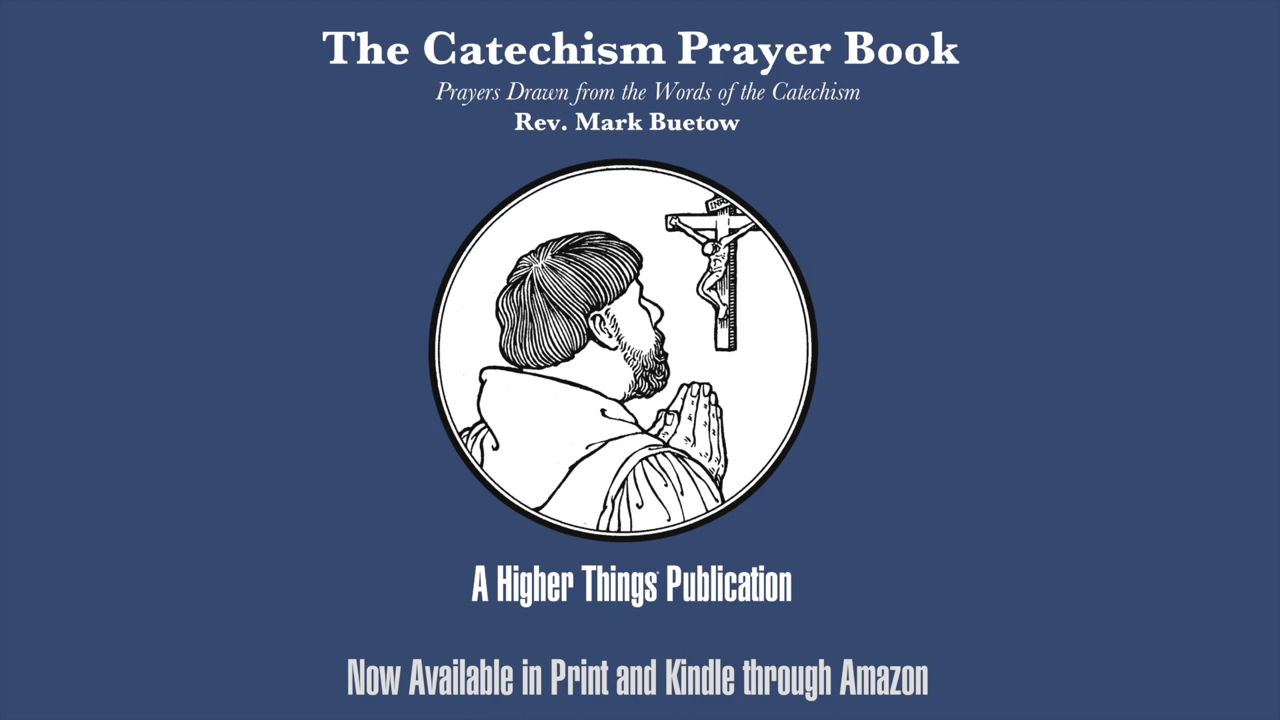 The Catechism Prayer Book
Prayers Drawn from the Words of the Catechism
Rev. Mark Buetow
INRI
A Higher Things Publication
Now Available in Print and Kindle through Amazon